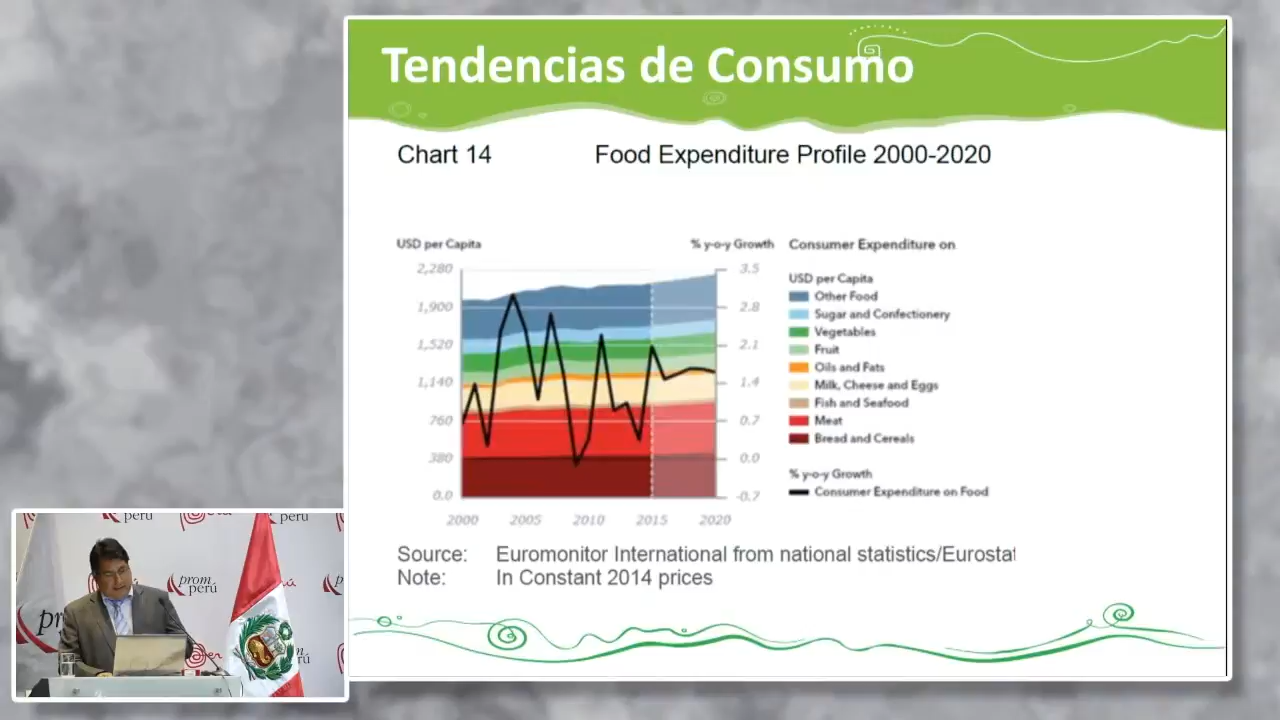 Tendencias de Consumo
Chart 14 Food Expenditure Profile 2000-2020
USD per Capita % y-o-y Growth Consumer Expenditure on
2,280 3.5
1,900 2.8
1,520 2.1
1,140 1.4
760 0.7
380 0.0
0.0 -0.7
2000 2005 2010 2015 2020
USD per Capita
Other Food
Sugar and Confectionery
Vegetables
Fruit
Oils and Fats
Milk, Cheese and Eggs
Fish and Seafood
Meat
Bread and Cereals
% y-o-y Growth
Consumer Expenditure on Food
Source: Euromonitor International from national statistics/Eurostat
Note: In Constant 2014 prices
perú
perú
prom
perú
pr